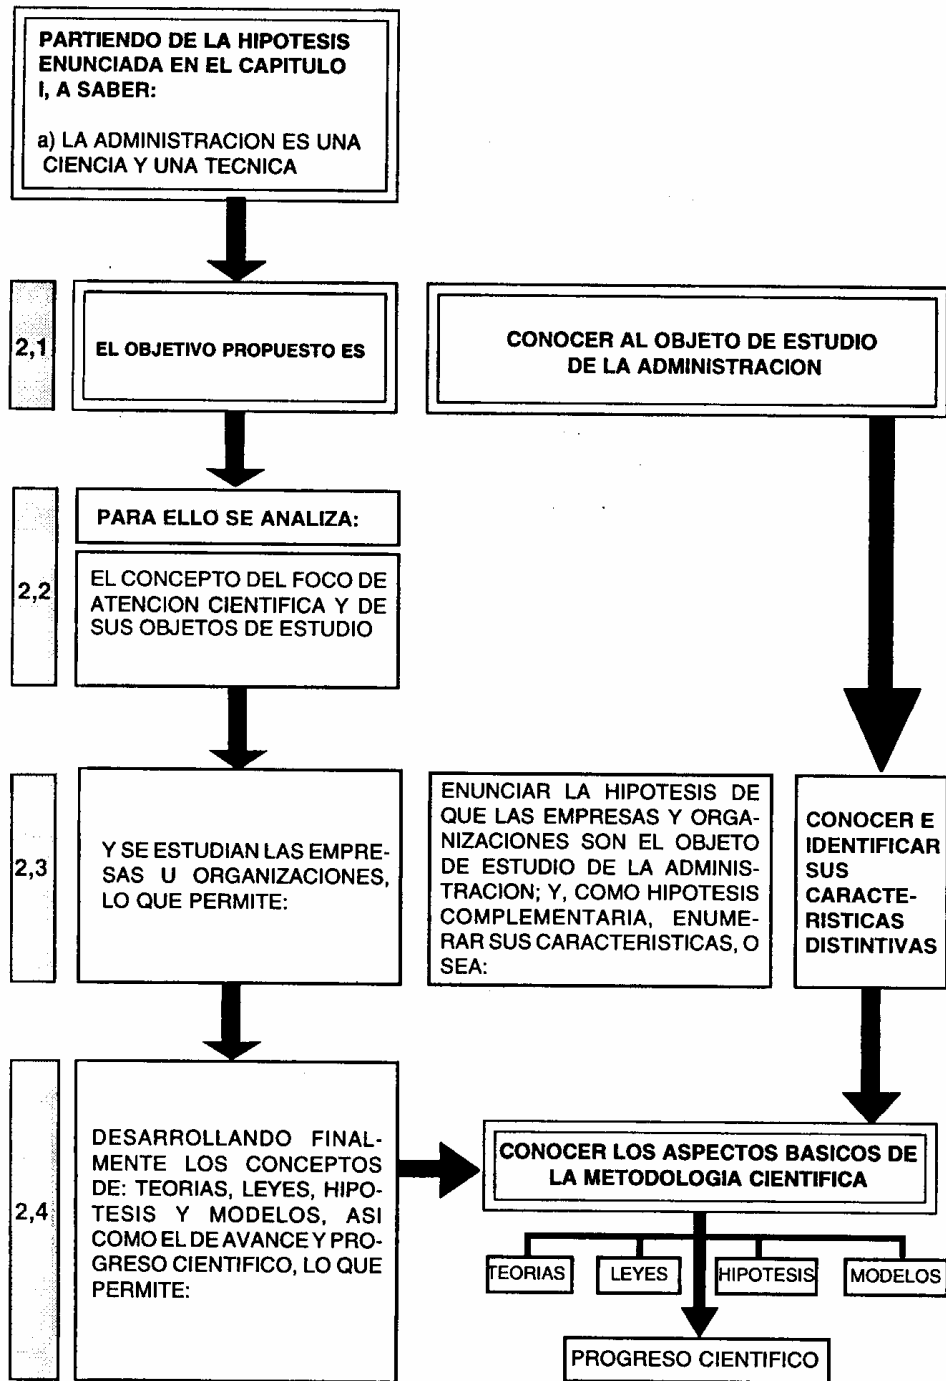 PARTIENDO DE LA HIPOTESIS
ENUNCIADA EN EL CAPITULO
I, A SABER:
a) LA ADMINISTRACION ES UNA
CIENCIA Y UNA TECNICA
2,1
EL OBJETIVO PROPUESTO ES
CONOCER AL OBJETO DE ESTUDIO
DE LA ADMINISTRACION
2,2
PARA ELLO SE ANALIZA:
EL CONCEPTO DEL FOCO DE
ATENCION CIENTIFICA Y DE
SUS OBJETOS DE ESTUDIO
2,3
Y SE ESTUDIAN LAS EMPRE-
SAS U ORGANIZACIONES,
LO QUE PERMITE:
ENUNCIAR LA HIPOTESIS DE
QUE LAS EMPRESAS Y ORGA-
NIZACIONES SON EL OBJETO
DE ESTUDIO DE LA ADMINIS-
TRACION; Y, COMO HIPOTESIS
COMPLEMENTARIA, ENUME-
RAR SUS CARACTERISTICAS, O
SEA:
CONOCER E
IDENTIFICAR
SUS
CARACTE-
RISTICAS
DISTINTIVAS
2,4
DESARROLLANDO FINAL-
MENTE LOS CONCEPTOS
DE: TEORIAS, LEYES, HIPO-
TESIS Y MODELOS, ASI
COMO EL DE AVANCE Y PRO-
GRESO CIENTIFICO, LO QUE
PERMITE:
CONOCER LOS ASPECTOS BASICOS DE
LA METODOLOGIA CIENTIFICA
TEORIAS
LEYES
HIPOTESIS
MODELOS
PROGRESO CIENTIFICO